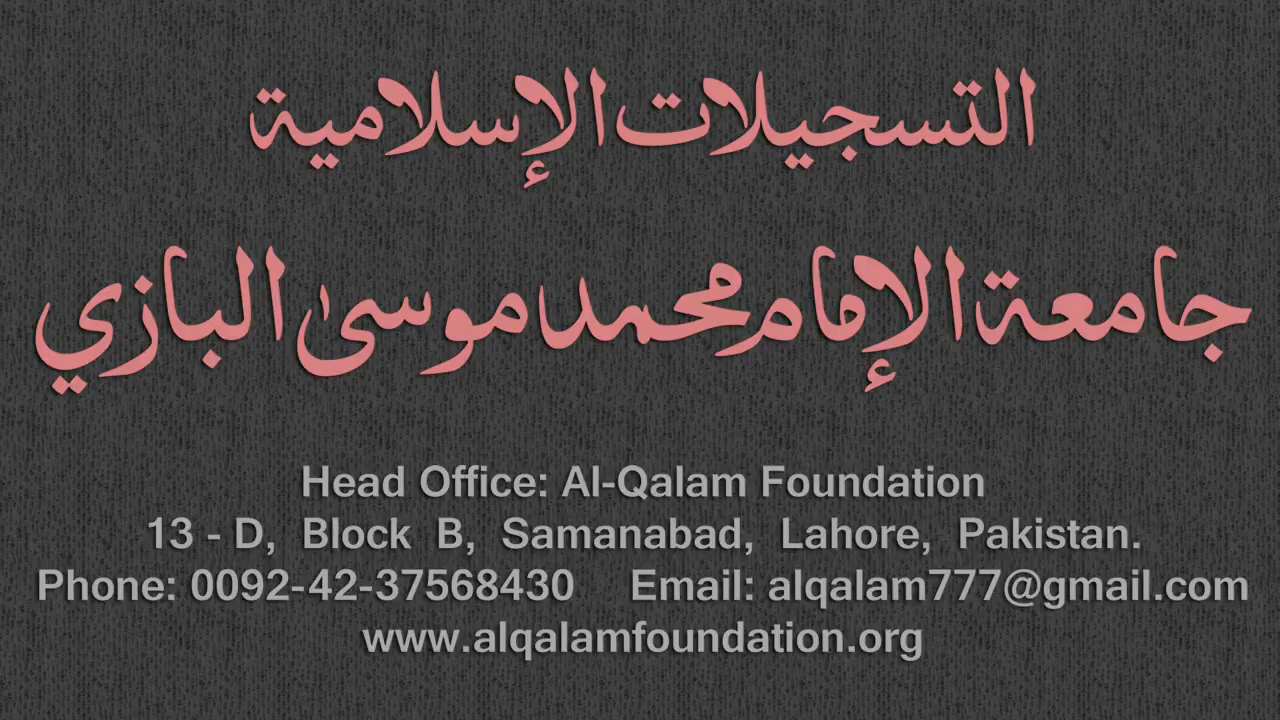 التسجيلات الإسلامية
جامعة الإمام محمد موسىٰ البازي
Head Office: Al-Qalam Foundation
13 - D, Block B, Samanabad, Lahore, Pakistan.
Phone: 0092-42-37568430 Email: alqalam777@gmail.com
www.alqalamfoundation.org